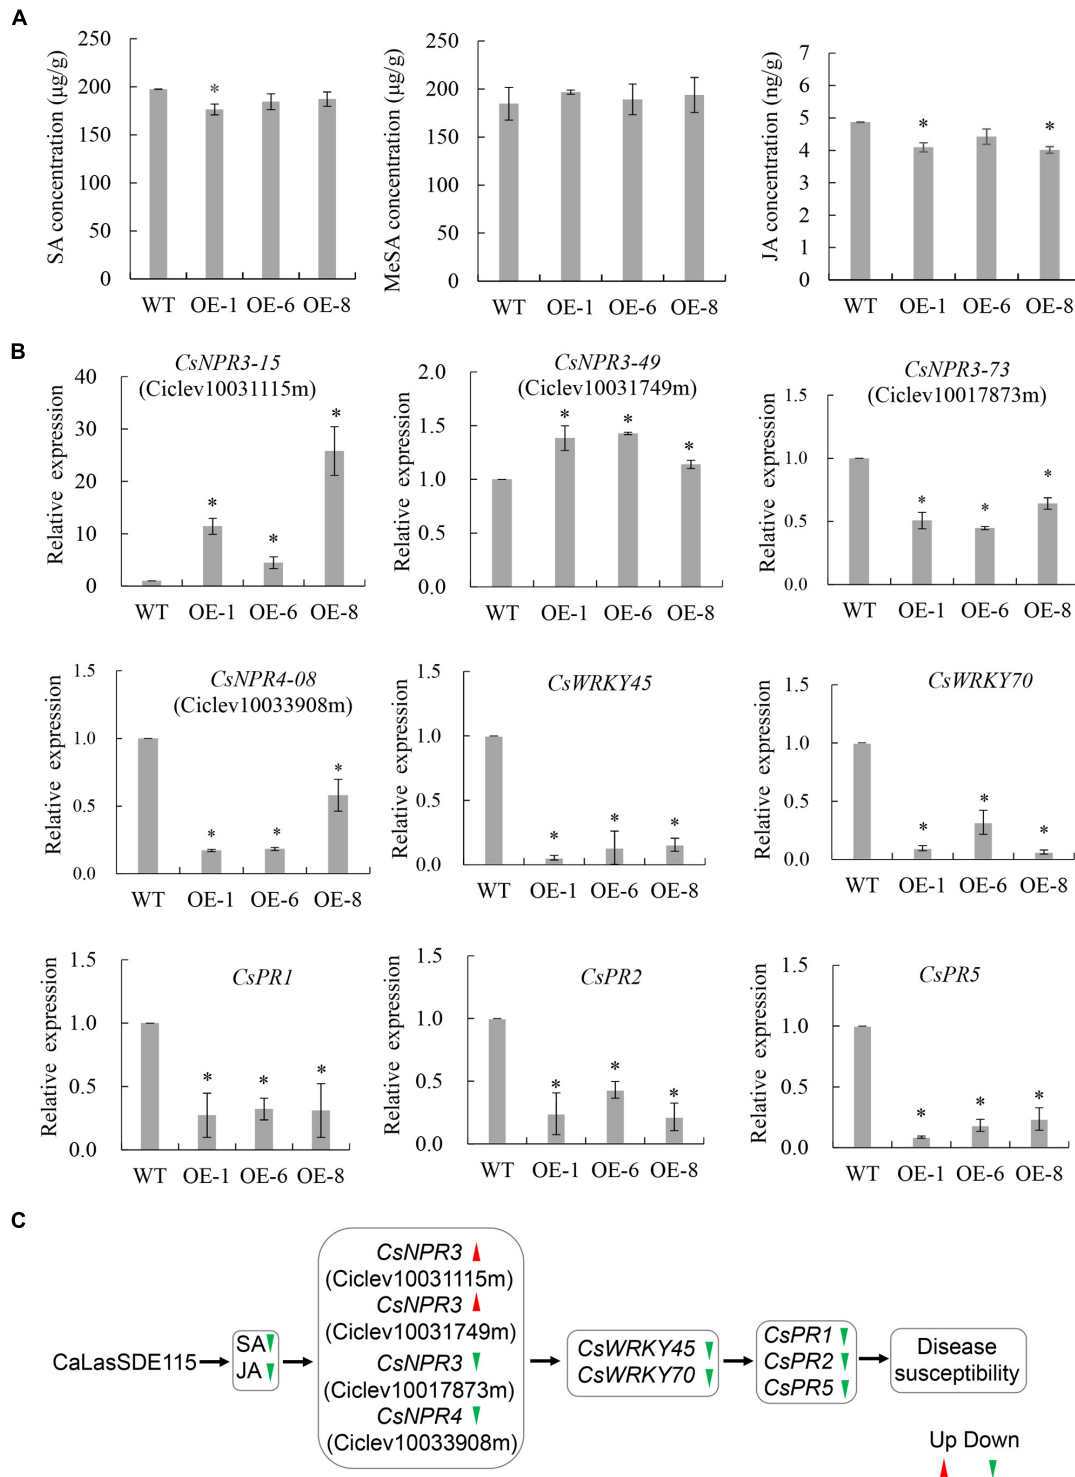 A
SA concentration (µg/g)
250
200
150
100
50
0
WT OE-1 OE-6 OE-8
*
MeSA concentration (µg/g)
250
200
150
100
50
0
WT OE-1 OE-6 OE-8
JA concentration (ng/g)
7
6
5
4
3
2
1
0
WT OE-1 OE-6 OE-8
* *
B
CsNPR3-15
(Ciclev10031115m)
Relative expression
40
30
20
10
0
* * *
WT OE-1 OE-6 OE-8
CsNPR3-49
(Ciclev10031749m)
Relative expression
2.0
1.5
1.0
0.5
0.0
* * *
WT OE-1 OE-6 OE-8
CsNPR3-73
(Ciclev10017873m)
Relative expression
1.5
1.0
0.5
0.0
* * *
WT OE-1 OE-6 OE-8
CsNPR4-08
(Ciclev10033908m)
Relative expression
1.5
1.0
0.5
0.0
* * *
WT OE-1 OE-6 OE-8
CsWRKY45
Relative expression
1.5
1.0
0.5
0.0
* * *
WT OE-1 OE-6 OE-8
CsWRKY70
Relative expression
1.5
1.0
0.5
0.0
* * *
WT OE-1 OE-6 OE-8
CsPR1
Relative expression
1.5
1.0
0.5
0.0
* * *
WT OE-1 OE-6 OE-8
CsPR2
Relative expression
1.5
1.0
0.5
0.0
* * *
WT OE-1 OE-6 OE-8
CsPR5
Relative expression
1.5
1.0
0.5
0.0
* * *
WT OE-1 OE-6 OE-8
C
CaLasSDE115
SA
JA
CsNPR3
(Ciclev10031115m)
CsNPR3
(Ciclev10031749m)
CsNPR3
(Ciclev10017873m)
CsNPR4
(Ciclev10033908m)
CsWRKY45
CsWRKY70
CsPR1
CsPR2
CsPR5
Disease
susceptibility
Up Down